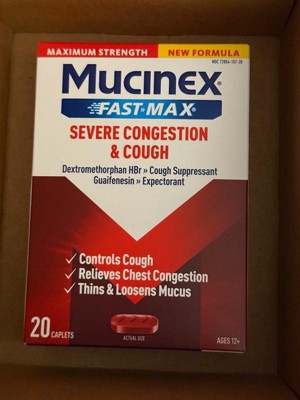 MAXIMUM STRENGTH
NEW FORMULA
Mucinex®
FAST-MAX®
SEVERE CONGESTION
& COUGH
Dextromethorphan HBr » Cough Suppressant
Guaifenesin » Expectorant
Controls Cough
Relieves Chest Congestion
Thins & Loosens Mucus
20 CAPLETS
ACTUAL SIZE
AGES 12+